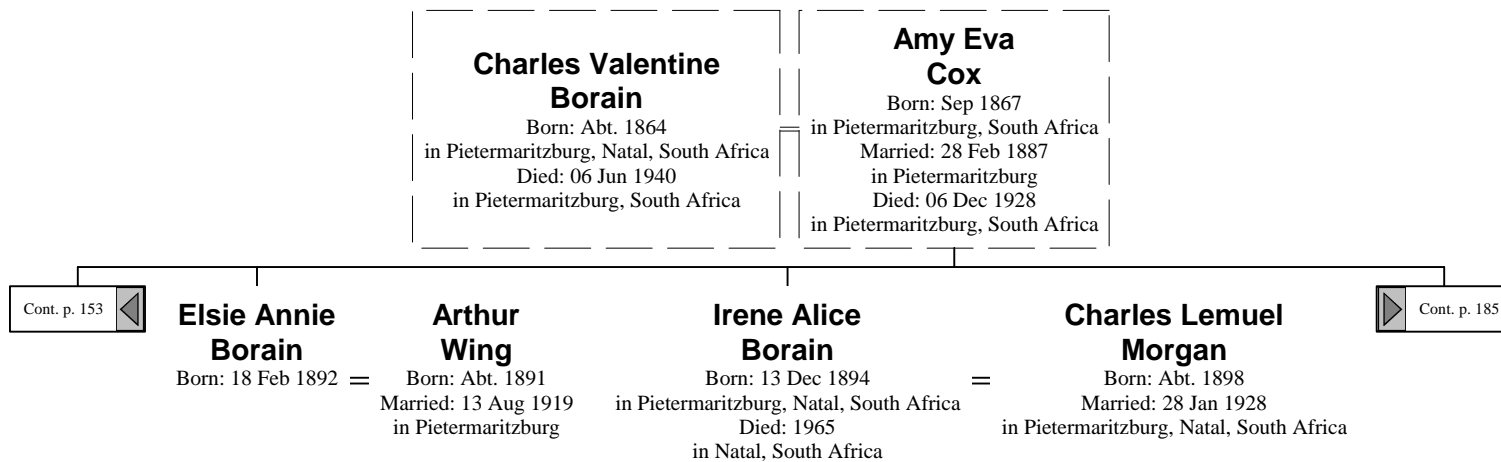 Charles Valentine
Borain
Born: Abt. 1864
in Pietermaritzburg, Natal, South Africa
Died: 06 Jun 1940
in Pietermaritzburg, South Africa
=
Amy Eva
Cox
Born: Sep 1867
in Pietermaritzburg, South Africa
Married: 28 Feb 1887
in Pietermaritzburg
Died: 06 Dec 1928
in Pietermaritzburg, South Africa
Cont. p. 153
Elsie Annie
Borain
Born: 18 Feb 1892
=
Arthur
Wing
Born: Abt. 1891
Married: 13 Aug 1919
in Pietermaritzburg
Irene Alice
Borain
Born: 13 Dec 1894
in Pietermaritzburg, Natal, South Africa
Died: 1965
in Natal, South Africa
=
Charles Lemuel
Morgan
Born: Abt. 1898
Married: 28 Jan 1928
in Pietermaritzburg, Natal, South Africa
Cont. p. 185